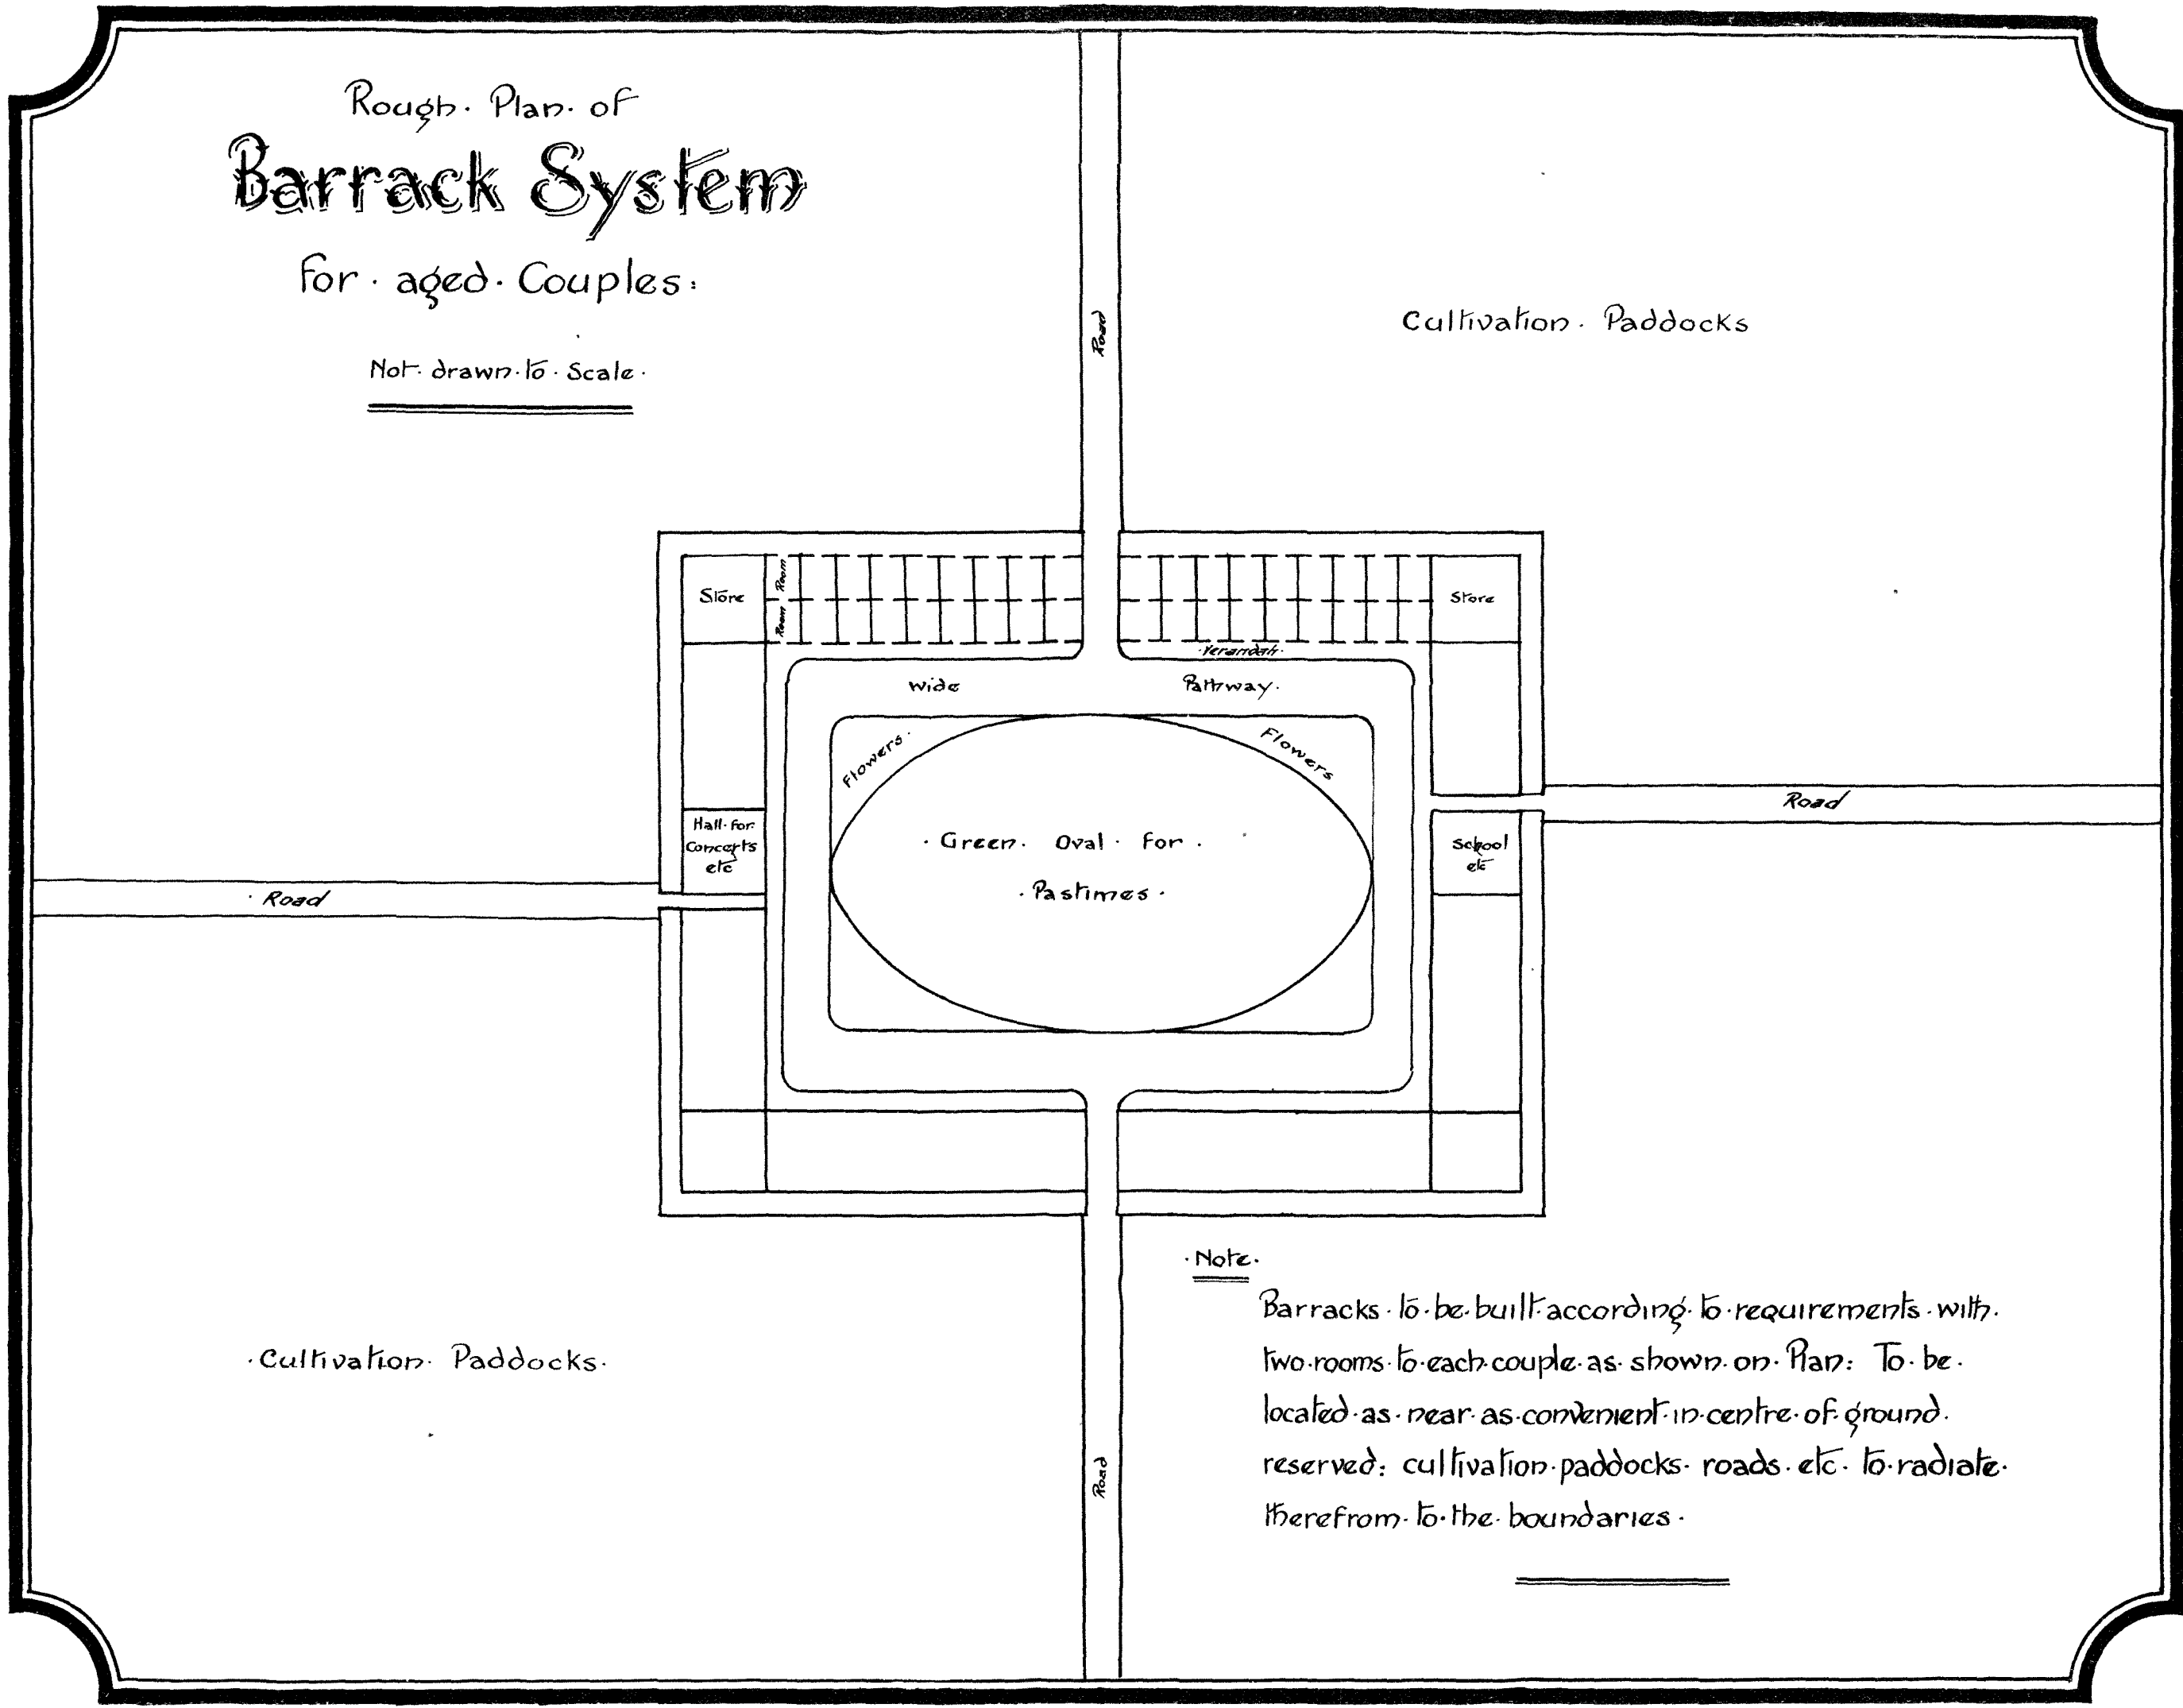 Rough · Plan · of
Barrack System
for · aged · Couples :
Not · drawn · to · Scale ·
Road
Cultivation · Paddocks
Store
Room
Room
Store
· Verandah ·
Wide Pathway ·
Flowers ·
Flowers
Road
Hall · for
Concerts
etc
· Green · Oval · for ·
· Pastimes ·
School
etc
· Road
· Note ·
Barracks · to · be · built · according · to · requirements · with ·
two · rooms · to · each · couple · as · shown · on · Plan : To · be ·
located · as · near · as · convenient · in · centre · of · ground ·
reserved : cultivation · paddocks · roads · etc · to · radiate ·
therefrom · to · the · boundaries ·
· Cultivation · Paddocks ·
Road